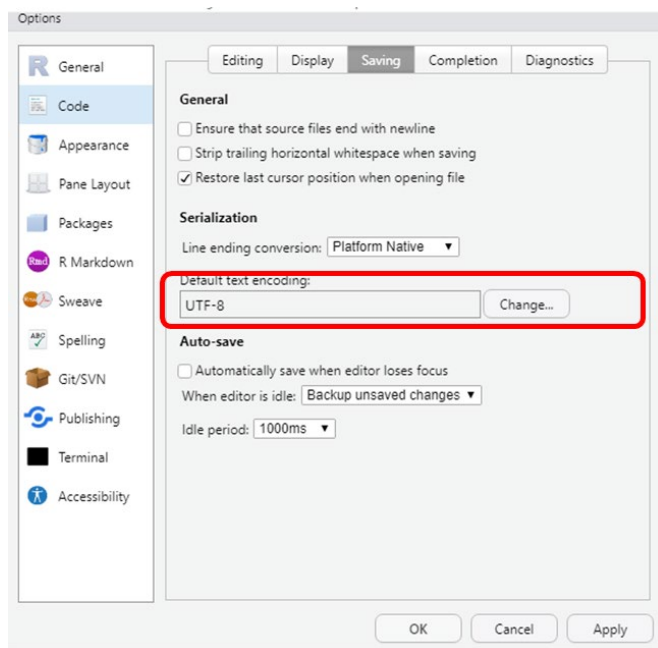 Options
General
Code
Appearance
Pane Layout
Packages
Rmd R Markdown
Sweave
ABC Spelling
Git/SVN
Publishing
Terminal
Accessibility
Editing Display Saving Completion Diagnostics
General
Ensure that source files end with newline
Strip trailing horizontal whitespace when saving
Restore last cursor position when opening file
Serialization
Line ending conversion: Platform Native
Default text encoding:
UTF-8 Change...
Auto-save
Automatically save when editor loses focus
When editor is idle: Backup unsaved changes
Idle period: 1000ms
OK Cancel Apply